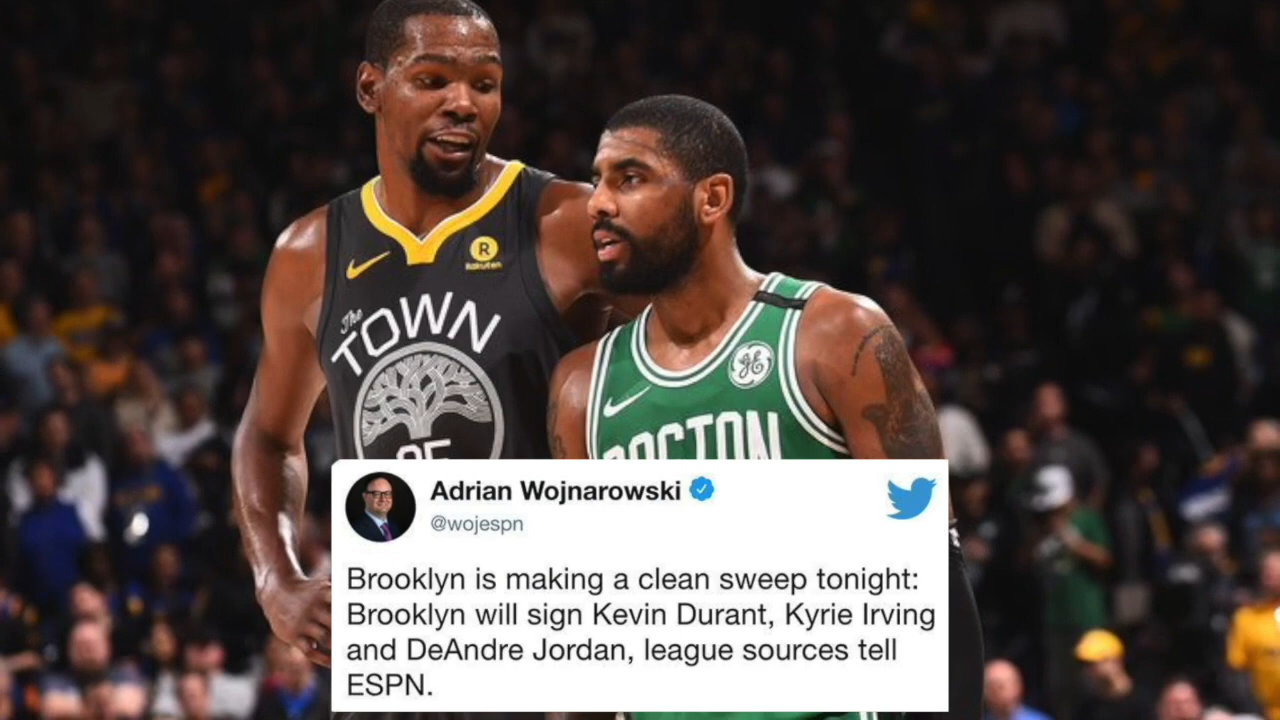 R
Rakuten
The
TOWN
GE
Adrian Wojnarowski
@wojespn
Brooklyn is making a clean sweep tonight:
Brooklyn will sign Kevin Durant, Kyrie Irving
and DeAndre Jordan, league sources tell
ESPN.